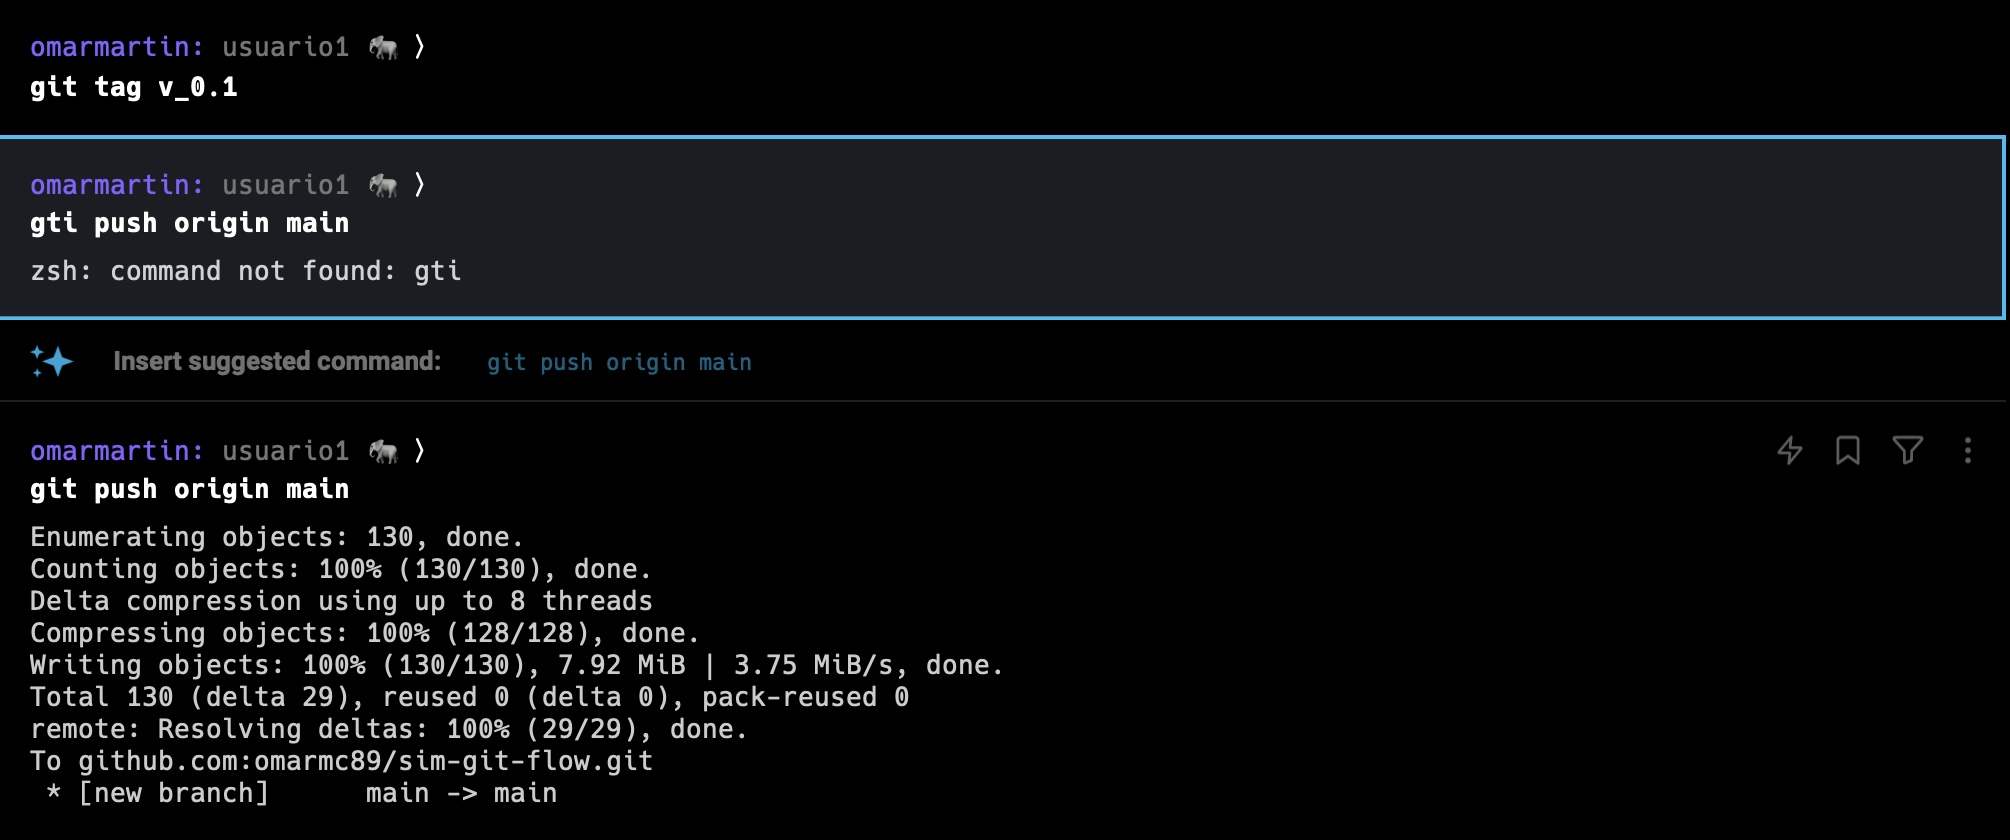 omarmartin: usuario1 🐘 ⟩
git tag v_0.1
omarmartin: usuario1 🐘 ⟩
gti push origin main
zsh: command not found: gti
Insert suggested command: git push origin main
omarmartin: usuario1 🐘 ⟩
git push origin main
Enumerating objects: 130, done.
Counting objects: 100% (130/130), done.
Delta compression using up to 8 threads
Compressing objects: 100% (128/128), done.
Writing objects: 100% (130/130), 7.92 MiB | 3.75 MiB/s, done.
Total 130 (delta 29), reused 0 (delta 0), pack-reused 0
remote: Resolving deltas: 100% (29/29), done.
To github.com:omarmc89/sim-git-flow.git
 * [new branch]      main -> main